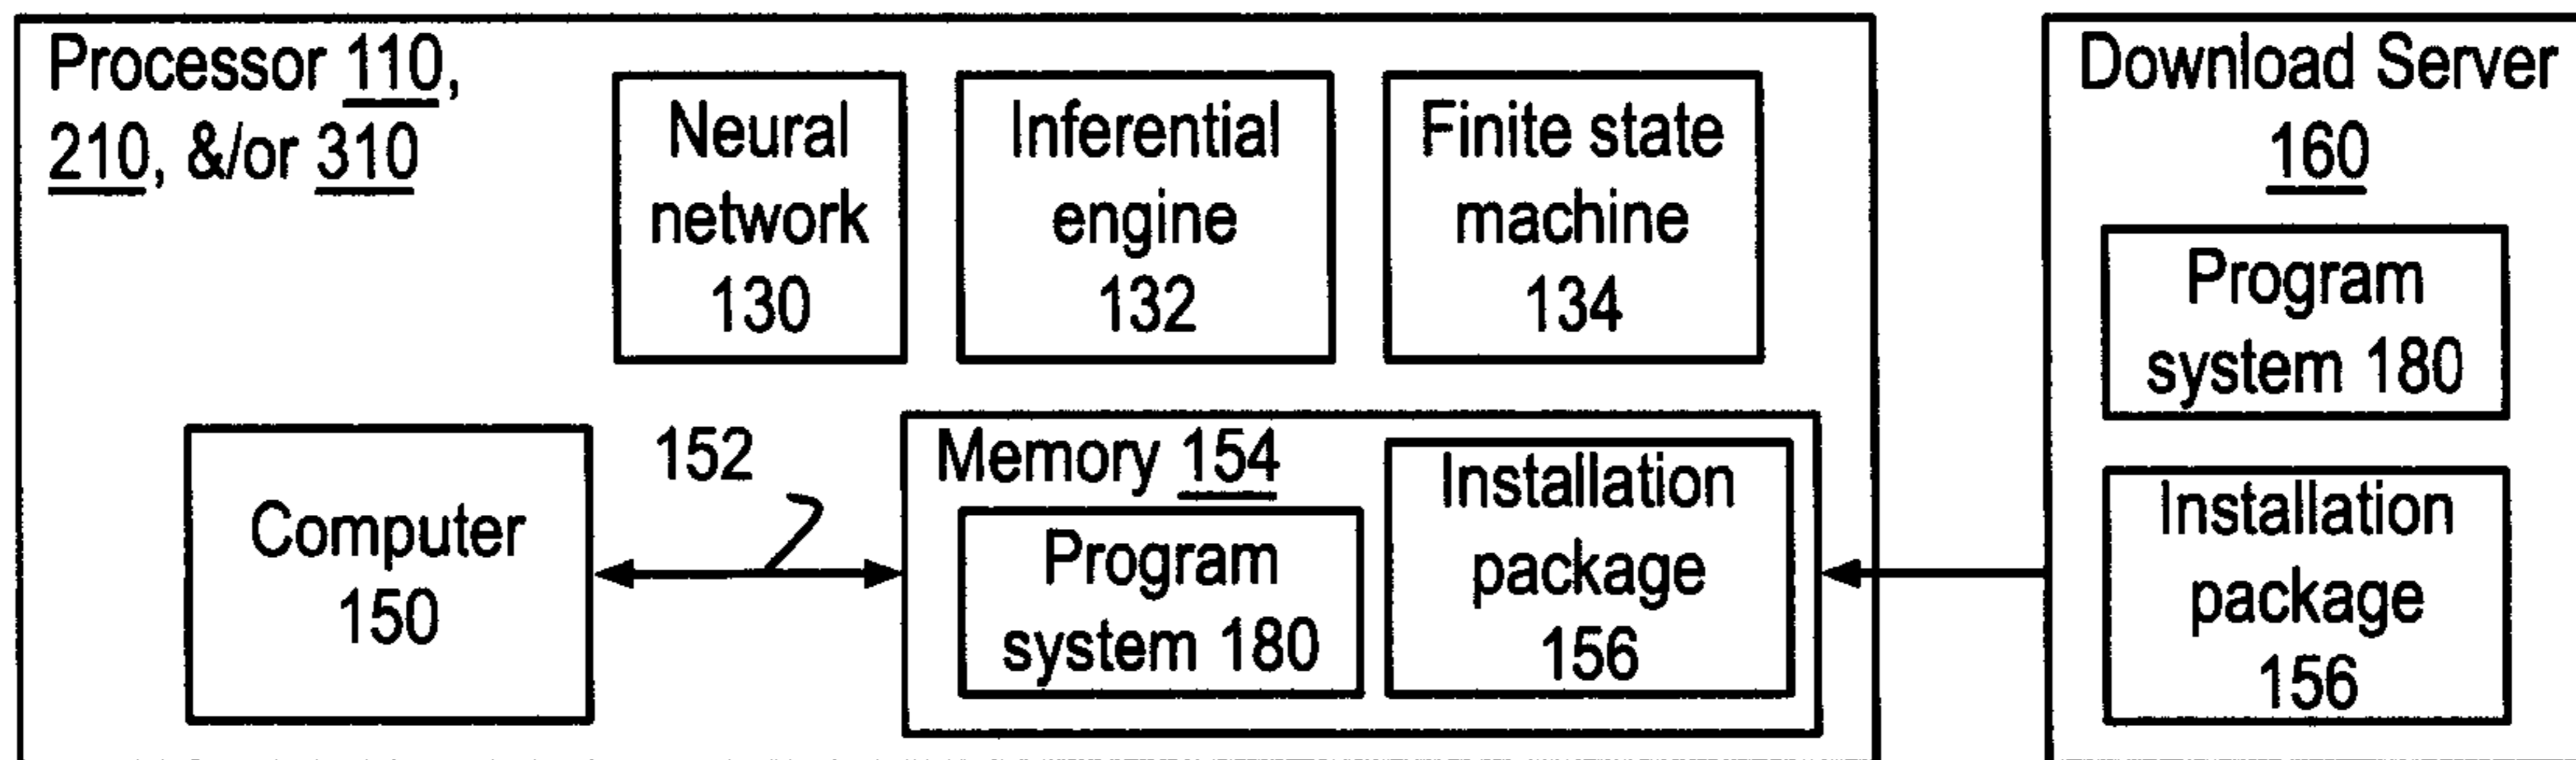 Processor 110,
210, &/or 310
Neural
network
130
Inferential
engine
132
Finite state
machine
134
Computer
150
152
Memory 154
Program
system 180
Installation
package
156
Download Server
160
Program
system 180
Installation
package
156